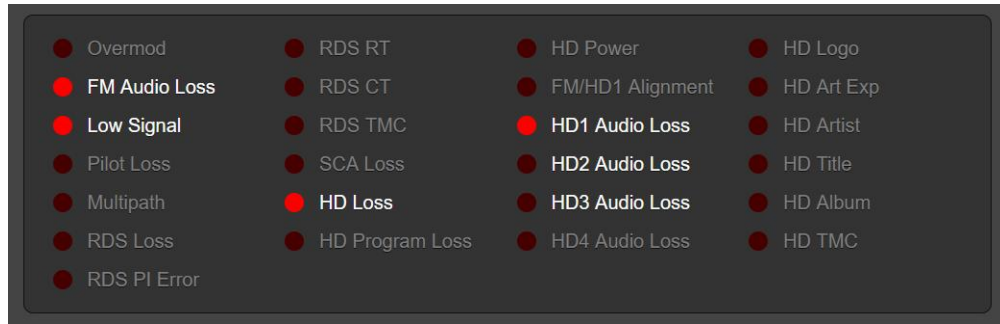 Overmod
FM Audio Loss
Low Signal
Pilot Loss
Multipath
RDS Loss
RDS PI Error
RDS RT
RDS CT
RDS TMC
SCA Loss
HD Loss
HD Program Loss
HD Power
FM/HD1 Alignment
HD1 Audio Loss
HD2 Audio Loss
HD3 Audio Loss
HD4 Audio Loss
HD Logo
HD Art Exp
HD Artist
HD Title
HD Album
HD TMC